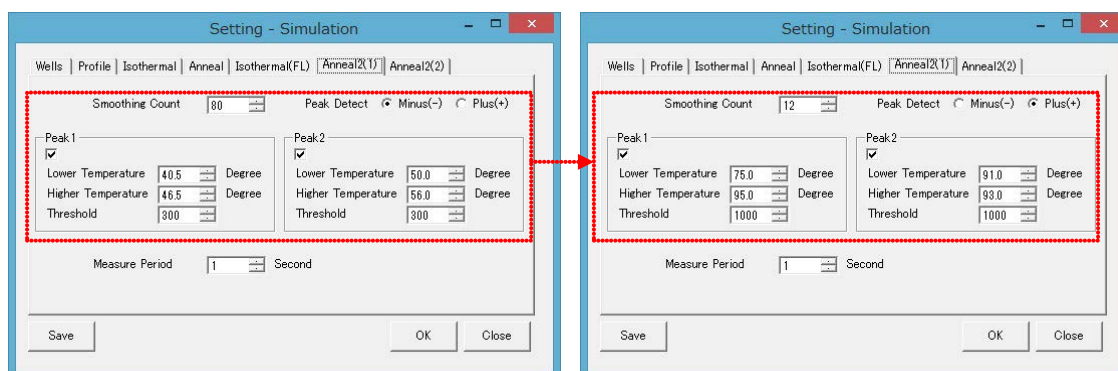 Setting - Simulation
Wells Profile Isothermal Anneal Isothermal(FL) Anneal2(1) Anneal2(2)
Smoothing Count 80 Peak Detect Minus(-) Plus(+)
Peak1 Peak2
Lower Temperature 40.5 Degree Lower Temperature 50.0 Degree
Higher Temperature 46.5 Degree Higher Temperature 56.0 Degree
Threshold 300 Threshold 300
Measure Period 1 Second
Save OK Close
Setting - Simulation
Wells Profile Isothermal Anneal Isothermal(FL) Anneal2(1) Anneal2(2)
Smoothing Count 12 Peak Detect Minus(-) Plus(+)
Peak1 Peak2
Lower Temperature 75.0 Degree Lower Temperature 91.0 Degree
Higher Temperature 95.0 Degree Higher Temperature 93.0 Degree
Threshold 1000 Threshold 1000
Measure Period 1 Second
Save OK Close